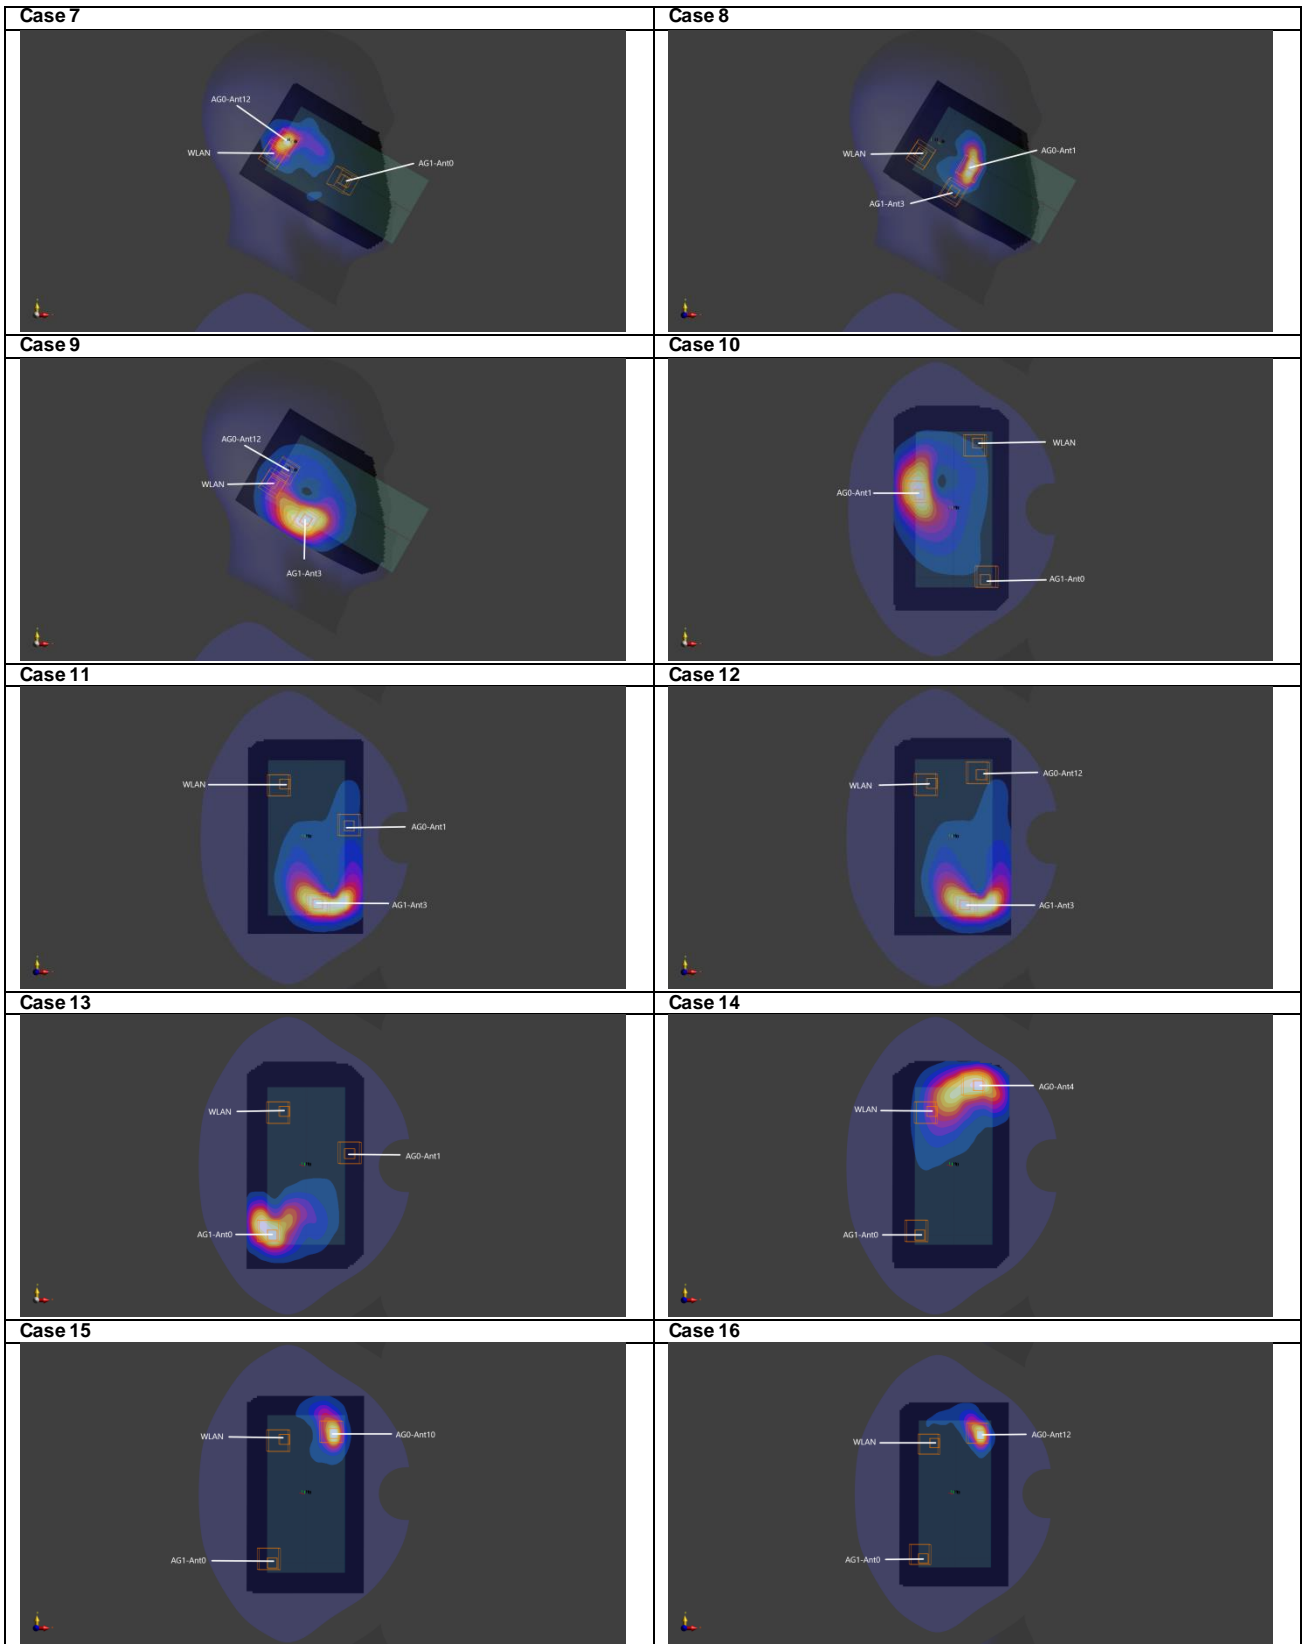 Case 7
Case 8
AG0-Ant12
WLAN
AG1-Ant0
WLAN
AG0-Ant1
AG1-Ant3
Case 9
Case 10
AG0-Ant12
WLAN
AG1-Ant3
WLAN
AG0-Ant1
AG1-Ant0
Case 11
Case 12
WLAN
AG0-Ant1
AG1-Ant3
AG0-Ant12
WLAN
AG1-Ant3
Case 13
Case 14
WLAN
AG0-Ant1
AG1-Ant0
AG0-Ant4
WLAN
AG1-Ant0
Case 15
Case 16
WLAN
AG0-Ant10
AG1-Ant0
AG0-Ant12
WLAN
AG1-Ant0